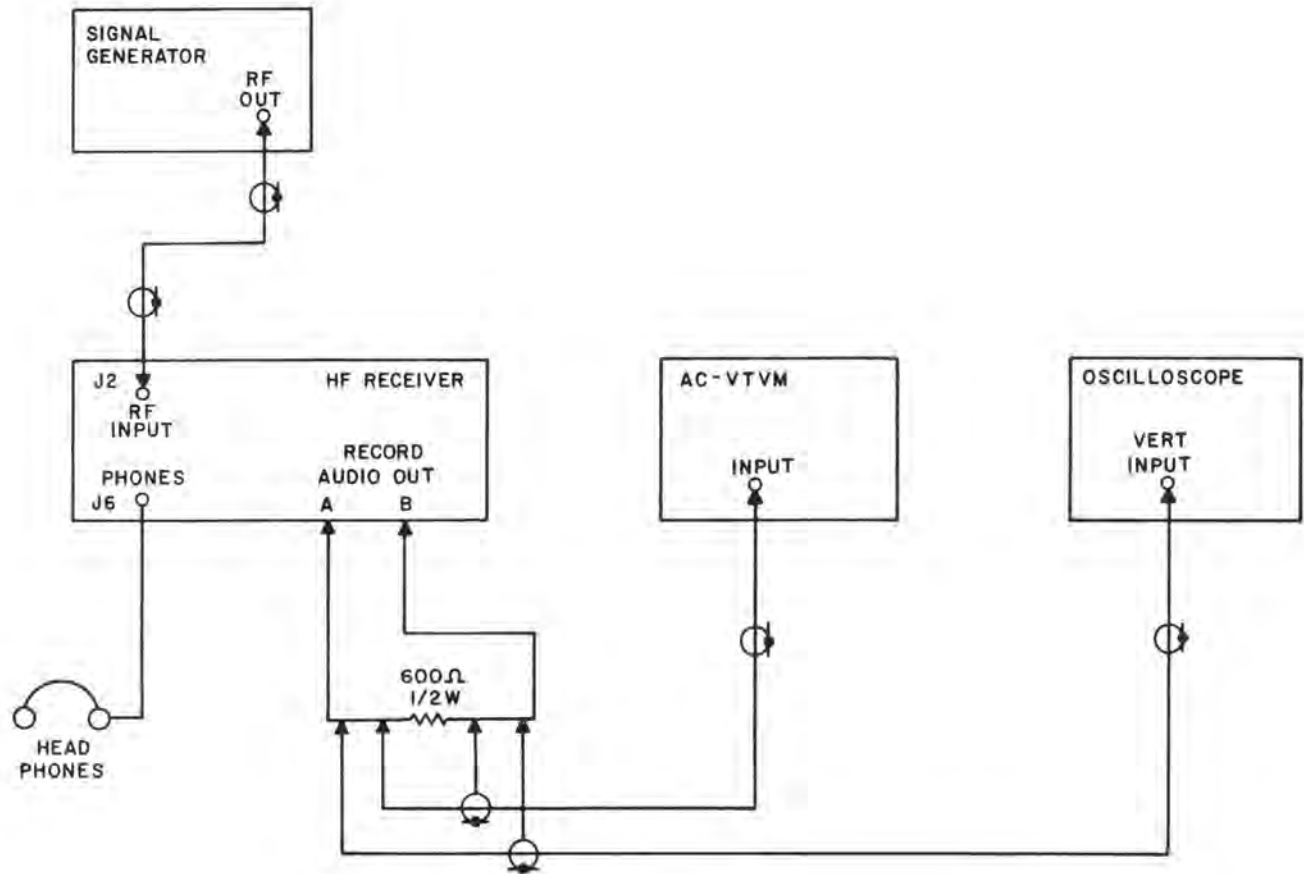 SIGNAL
GENERATOR
RF
OUT
J2
HF RECEIVER
RF
INPUT
RECORD
AUDIO OUT
PHONES
J6
A
B
AC-VTVM
INPUT
OSCILLOSCOPE
VERT
INPUT
600Ω
1/2W
HEAD
PHONES